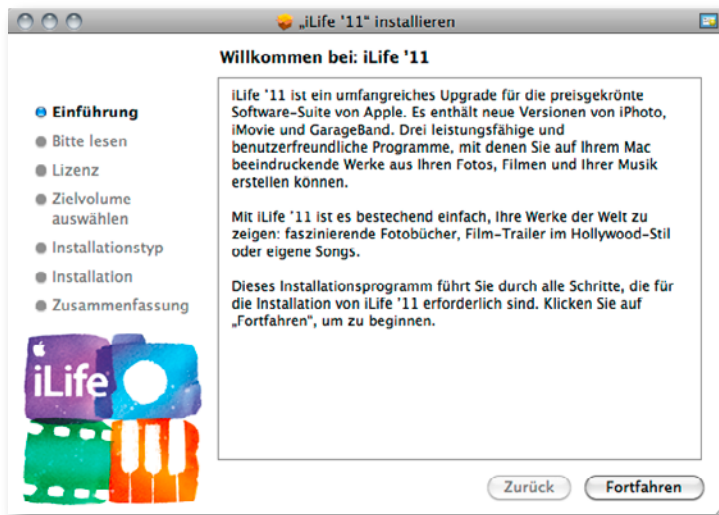 „iLife '11“ installieren
Willkommen bei: iLife '11
Einführung
Bitte lesen
Lizenz
Zielvolume
auswählen
Installationstyp
Installation
Zusammenfassung
iLife
iLife '11 ist ein umfangreiches Upgrade für die preisgekrönte
Software-Suite von Apple. Es enthält neue Versionen von iPhoto,
iMovie und GarageBand. Drei leistungsfähige und
benutzerfreundliche Programme, mit denen Sie auf Ihrem Mac
beeindruckende Werke aus Ihren Fotos, Filmen und Ihrer Musik
erstellen können.
Mit iLife '11 ist es bestechend einfach, Ihre Werke der Welt zu
zeigen: faszinierende Fotobücher, Film-Trailer im Hollywood-Stil
oder eigene Songs.
Dieses Installationsprogramm führt Sie durch alle Schritte, die für
die Installation von iLife '11 erforderlich sind. Klicken Sie auf
„Fortfahren“, um zu beginnen.
Zurück
Fortfahren